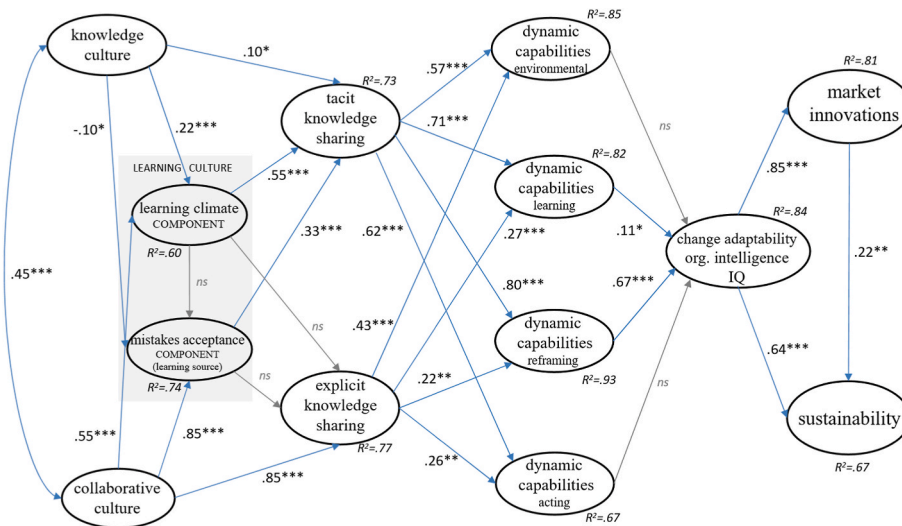 R²=.85
knowledge
culture
.10*
R²=.73
.57***
dynamic
capabilities
environmental
R²=.81
market
innovations
-.10*
.22***
tacit
knowledge
sharing
.71***
ns
R²=.82
LEARNING CULTURE
.55***
dynamic
capabilities
learning
.85***
learning climate
COMPONENT
R²=.60
.33***
.62***
.27***
.11*
R²=.84
change adaptability
org. intelligence
IQ
.45***
ns
.80***
.67***
.22**
ns
.43***
dynamic
capabilities
reframing
R²=.93
mistakes acceptance
COMPONENT
(learning source)
R²=.74
ns
explicit
knowledge
sharing
R²=.77
.22**
ns
.64***
.55***
.85***
sustainability
R²=.67
collaborative
culture
.85***
.26**
dynamic
capabilities
acting
R²=.67